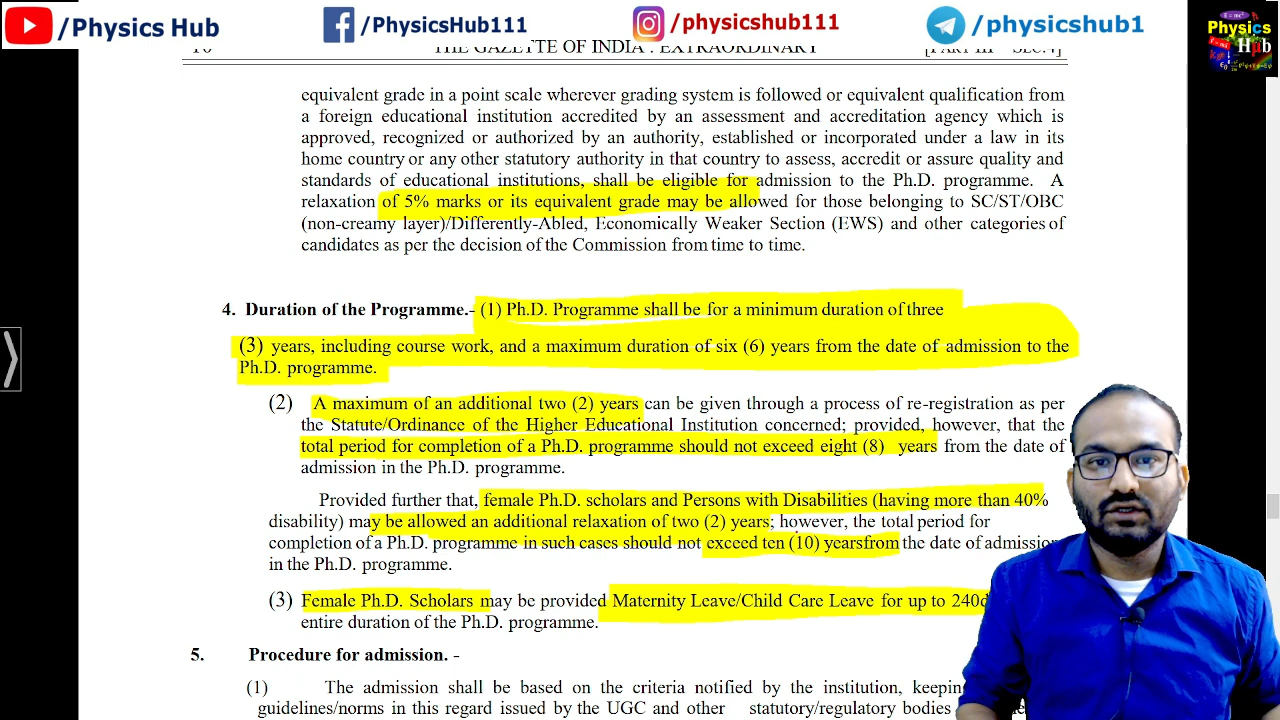 /Physics Hub
/PhysicsHub111
/physicshub111
/physicshub1
Physics
Hub
THE GAZETTE OF INDIA : EXTRAORDINARY
equivalent grade in a point scale wherever grading system is followed or equivalent qualification from
a foreign educational institution accredited by an assessment and accreditation agency which is
approved, recognized or authorized by an authority, established or incorporated under a law in its
home country or any other statutory authority in that country to assess, accredit or assure quality and
standards of educational institutions, shall be eligible for admission to the Ph.D. programme. A
relaxation of 5% marks or its equivalent grade may be allowed for those belonging to SC/ST/OBC
(non-creamy layer)/Differently-Abled, Economically Weaker Section (EWS) and other categories of
candidates as per the decision of the Commission from time to time.
4. Duration of the Programme.- (1) Ph.D. Programme shall be for a minimum duration of three
(3) years, including course work, and a maximum duration of six (6) years from the date of admission to the
Ph.D. programme.
(2) A maximum of an additional two (2) years can be given through a process of re-registration as per
the Statute/Ordinance of the Higher Educational Institution concerned; provided, however, that the
total period for completion of a Ph.D. programme should not exceed eight (8) years from the date of
admission in the Ph.D. programme.
Provided further that, female Ph.D. scholars and Persons with Disabilities (having more than 40%
disability) may be allowed an additional relaxation of two (2) years; however, the total period for
completion of a Ph.D. programme in such cases should not exceed ten (10) yearsfrom the date of admission
in the Ph.D. programme.
(3) Female Ph.D. Scholars may be provided Maternity Leave/Child Care Leave for up to 240d
entire duration of the Ph.D. programme.
5. Procedure for admission. -
(1) The admission shall be based on the criteria notified by the institution, keepin
guidelines/norms in this regard issued by the UGC and other statutory/regulatory bodies